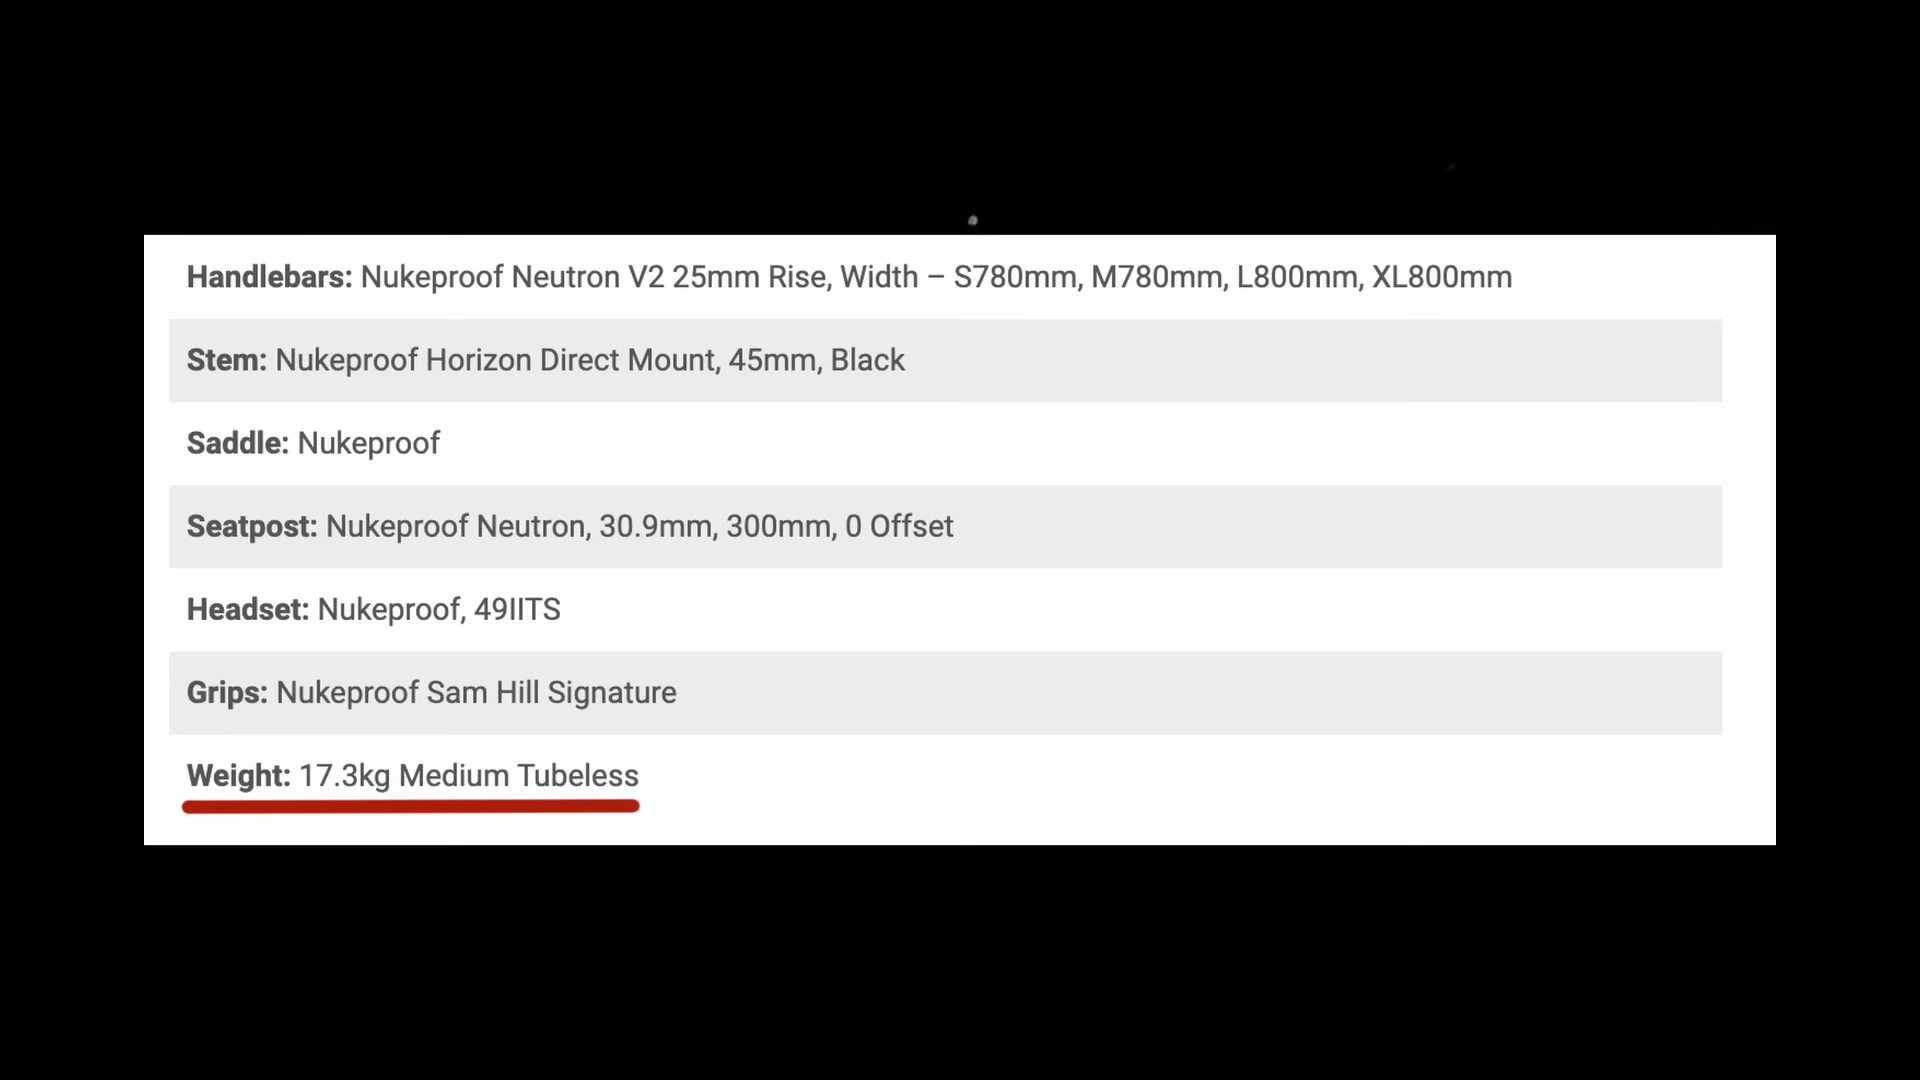 Handlebars: Nukeproof Neutron V2 25mm Rise, Width – S780mm, M780mm, L800mm, XL800mm
Stem: Nukeproof Horizon Direct Mount, 45mm, Black
Saddle: Nukeproof
Seatpost: Nukeproof Neutron, 30.9mm, 300mm, 0 Offset
Headset: Nukeproof, 49IITS
Grips: Nukeproof Sam Hill Signature
Weight: 17.3kg Medium Tubeless